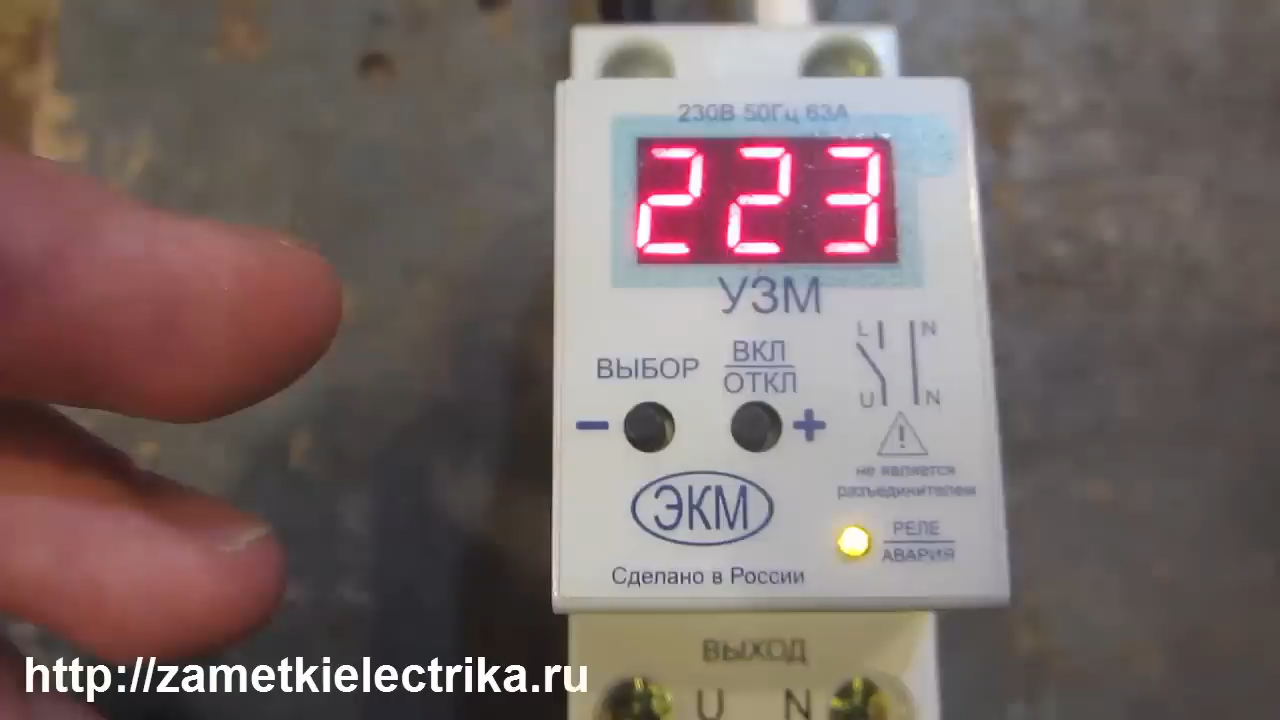 230В 50Гц 63А
223
УЗМ
ВЫБОР
ВКЛ
ОТКЛ
L N
U N
- +
!
не является
разъединителем
ЭКМ
РЕЛЕ
АВАРИЯ
Сделано в России
ВЫХОД
U N
http://zametkielectrika.ru